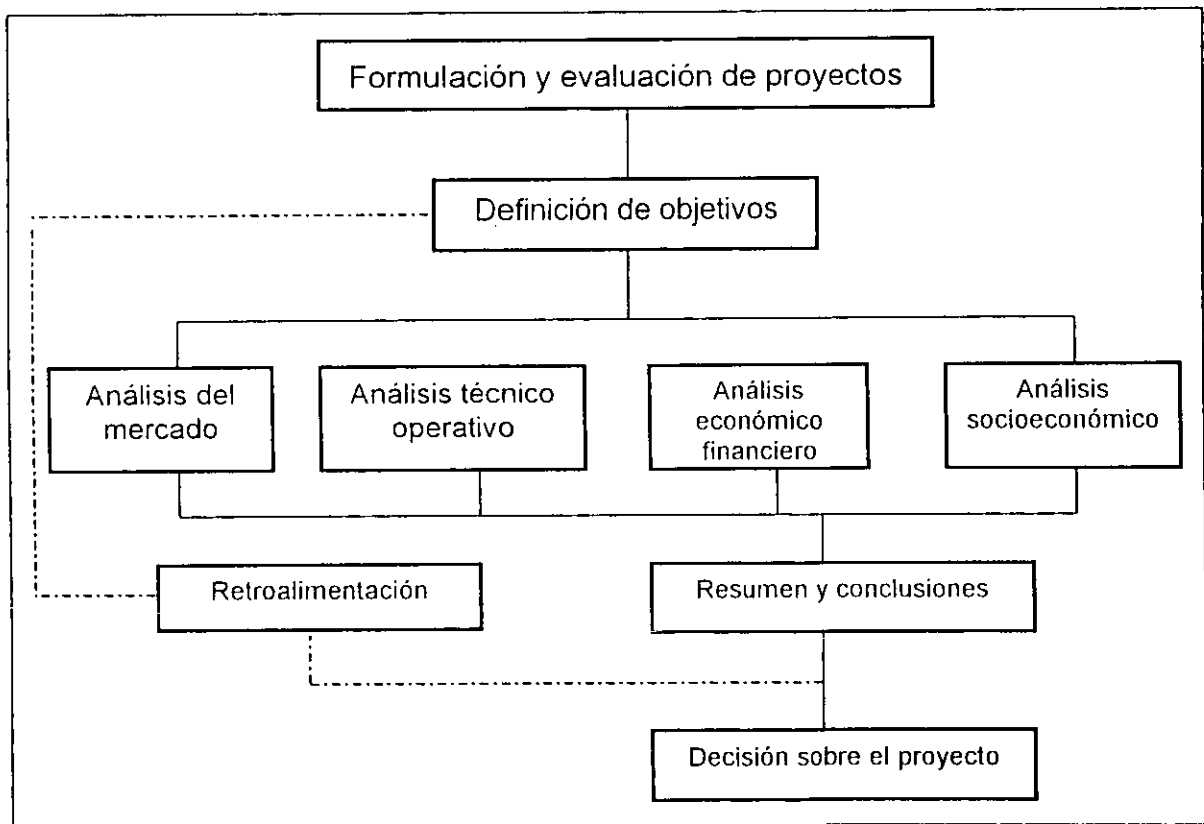 Formulación y evaluación de proyectos
Definición de objetivos
Análisis del
mercado
Análisis técnico
operativo
Análisis
económico
financiero
Análisis
socioeconómico
Retroalimentación
Resumen y conclusiones
Decisión sobre el proyecto